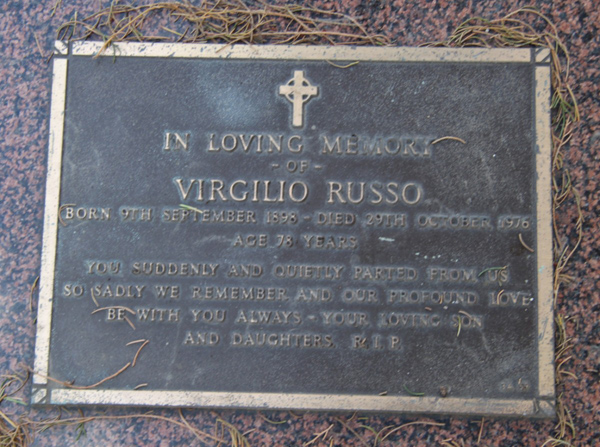 IN LOVING MEMORY
- OF -
VIRGILIO RUSSO
BORN 9TH SEPTEMBER 1898 - DIED 29TH OCTOBER 1976
AGE 78 YEARS
YOU SUDDENLY AND QUIETLY PARTED FROM US
SO SADLY WE REMEMBER AND OUR PROFOUND LOVE
BE WITH YOU ALWAYS - YOUR LOVING SON
AND DAUGHTERS. R.I.P.